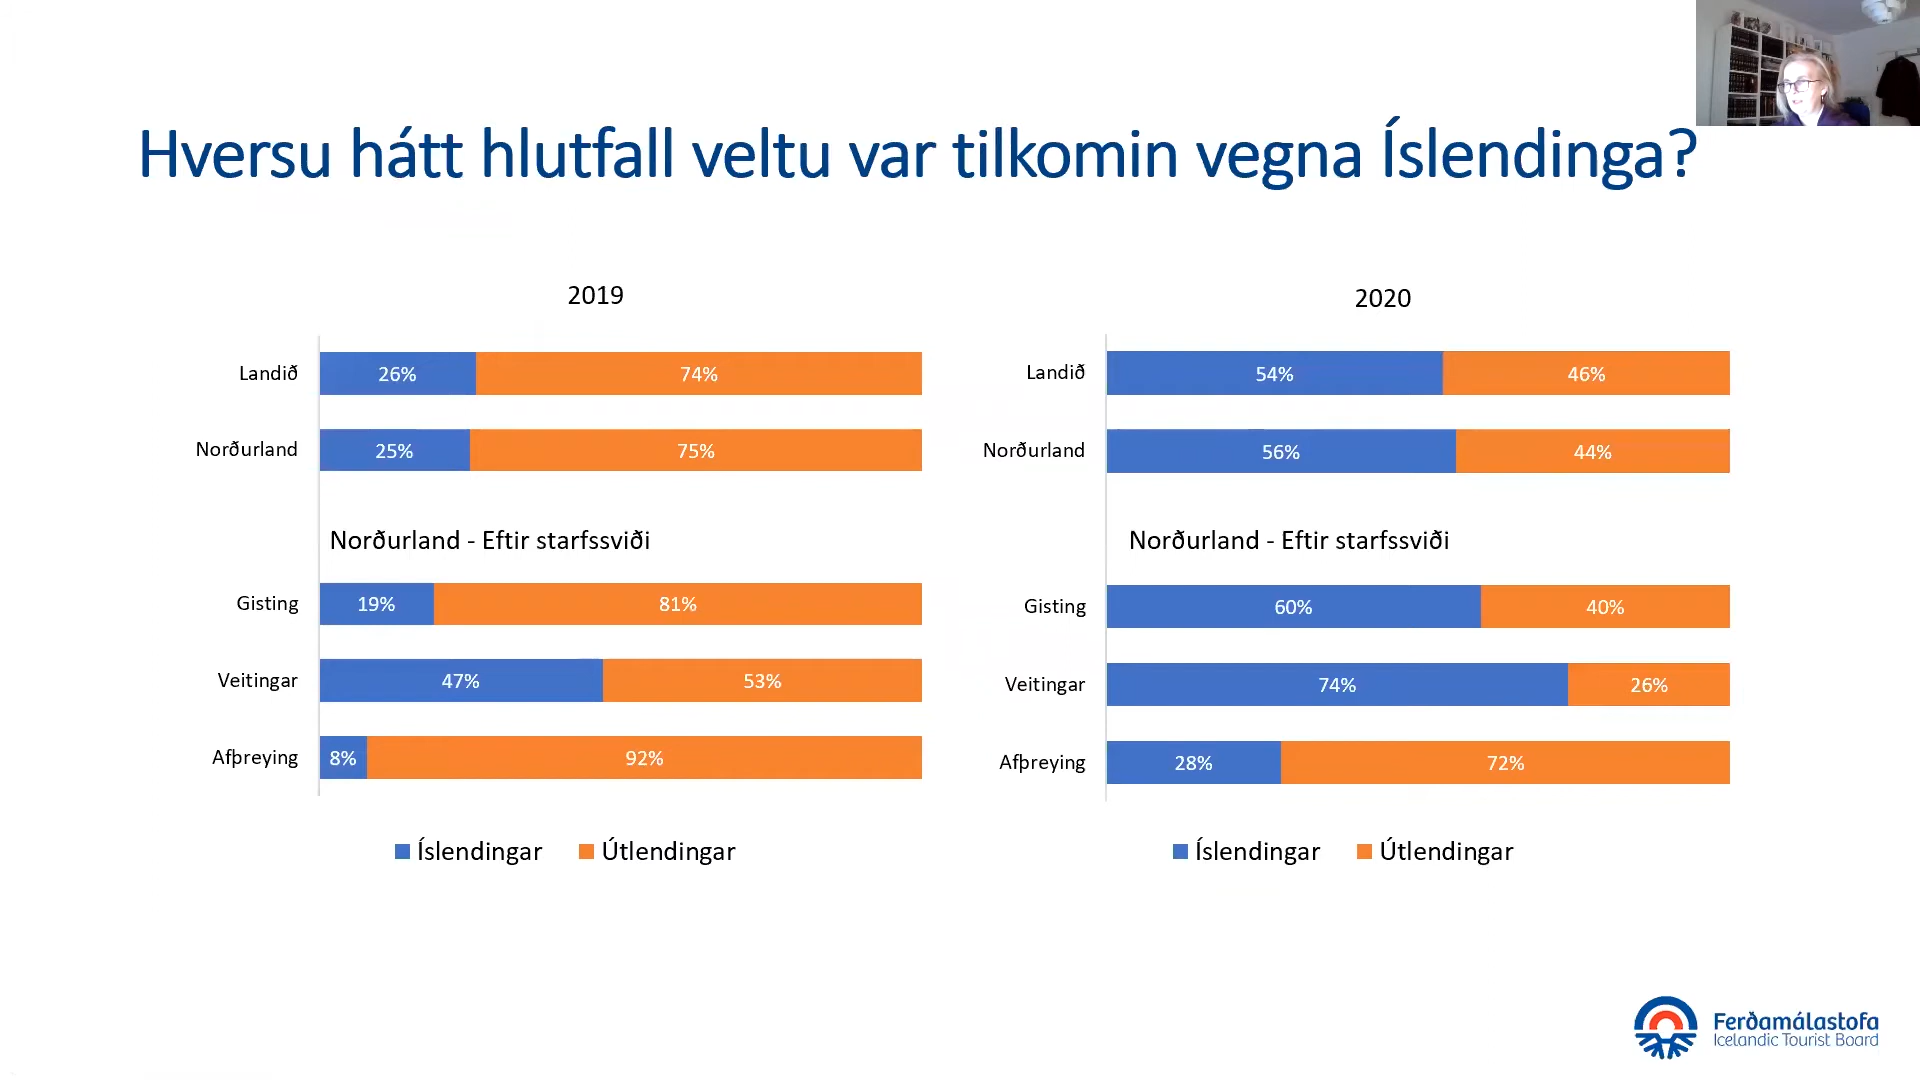 Hversu hátt hlutfall veltu var tilkomin vegna Íslendinga?
2019
Landið 26% 74%
Norðurland 25% 75%
Norðurland - Eftir starfssviði
Gisting 19% 81%
Veitingar 47% 53%
Afþreying 8% 92%
Íslendingar Útlendingar
2020
Landið 54% 46%
Norðurland 56% 44%
Norðurland - Eftir starfssviði
Gisting 60% 40%
Veitingar 74% 26%
Afþreying 28% 72%
Íslendingar Útlendingar
Ferðamálastofa
Icelandic Tourist Board